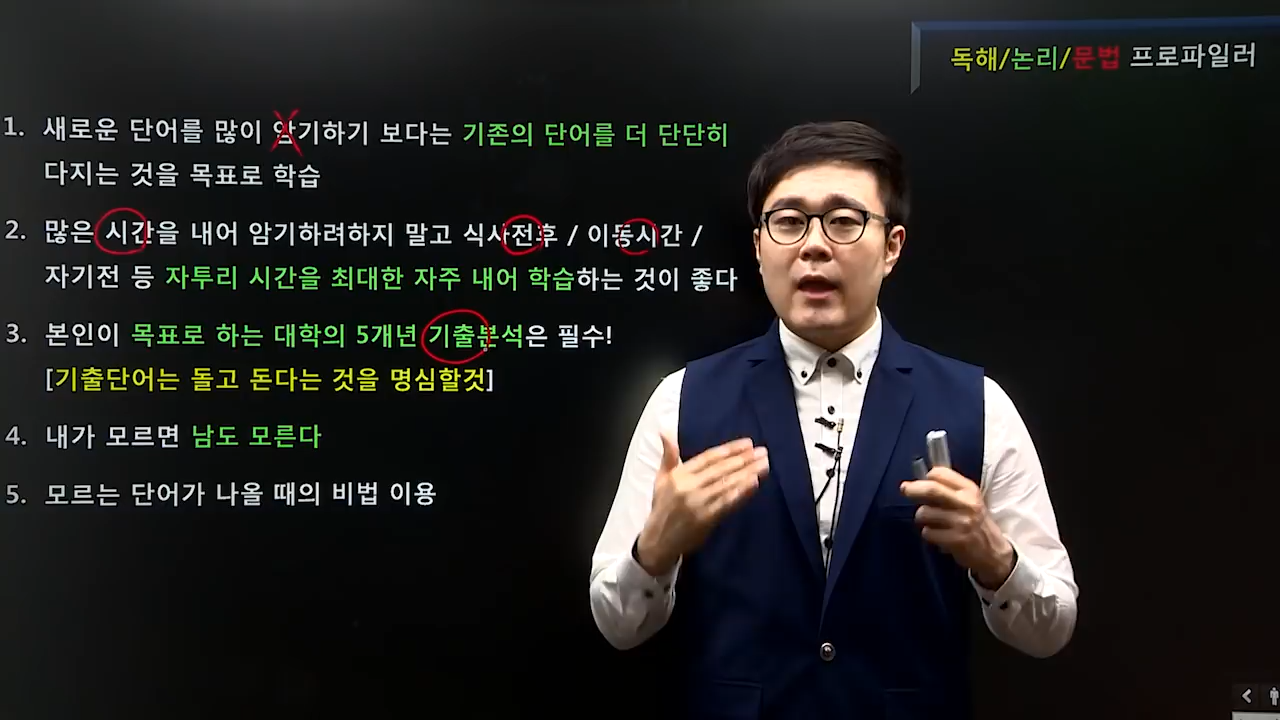 독해/논리/문법 프로파일러
1. 새로운 단어를 많이 암기하기 보다는 기존의 단어를 더 단단히
다지는 것을 목표로 학습
2. 많은 시간을 내어 암기하려하지 말고 식사전후 / 이동시간 /
자기전 등 자투리 시간을 최대한 자주 내어 학습하는 것이 좋다
3. 본인이 목표로 하는 대학의 5개년 기출분석은 필수!
[기출단어는 돌고 돈다는 것을 명심할것]
4. 내가 모르면 남도 모른다
5. 모르는 단어가 나올 때의 비법 이용